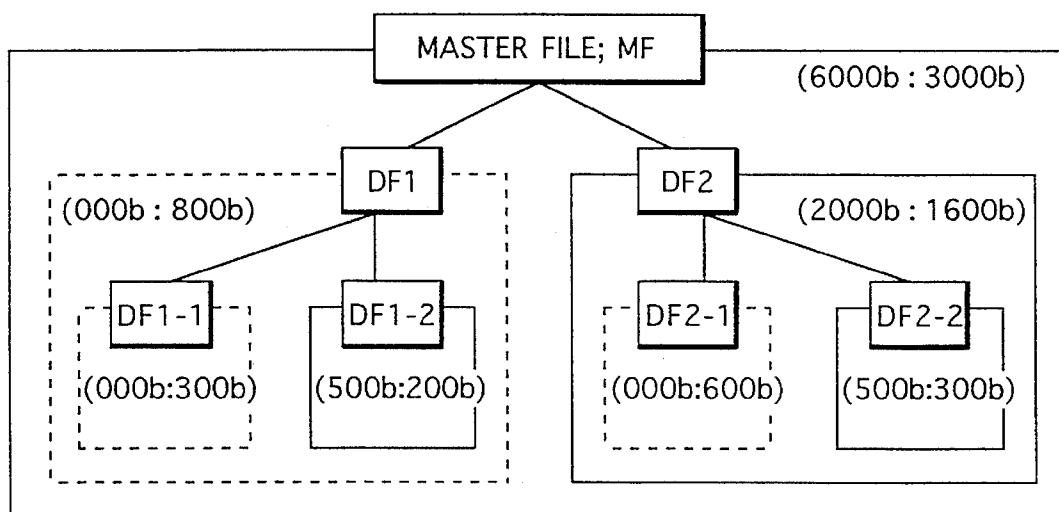 MASTER FILE; MF
(6000b : 3000b)
DF1
DF2
(000b : 800b)
(2000b : 1600b)
DF1-1
DF1-2
DF2-1
DF2-2
(000b:300b)
(500b:200b)
(000b:600b)
(500b:300b)